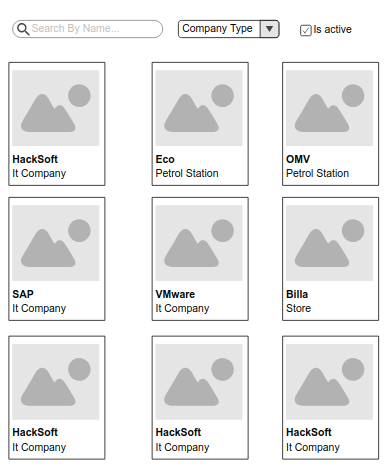 Search By Name...
Company Type
Is active
HackSoft
It Company
Eco
Petrol Station
OMV
Petrol Station
SAP
It Company
VMware
It Company
Billa
Store
HackSoft
It Company
HackSoft
It Company
HackSoft
It Company